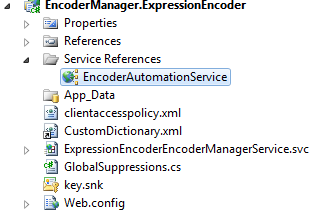 EncoderManager.ExpressionEncoder
Properties
References
Service References
EncoderAutomationService
App_Data
clientaccesspolicy.xml
CustomDictionary.xml
ExpressionEncoderEncoderManagerService.svc
GlobalSuppressions.cs
key.snk
Web.config